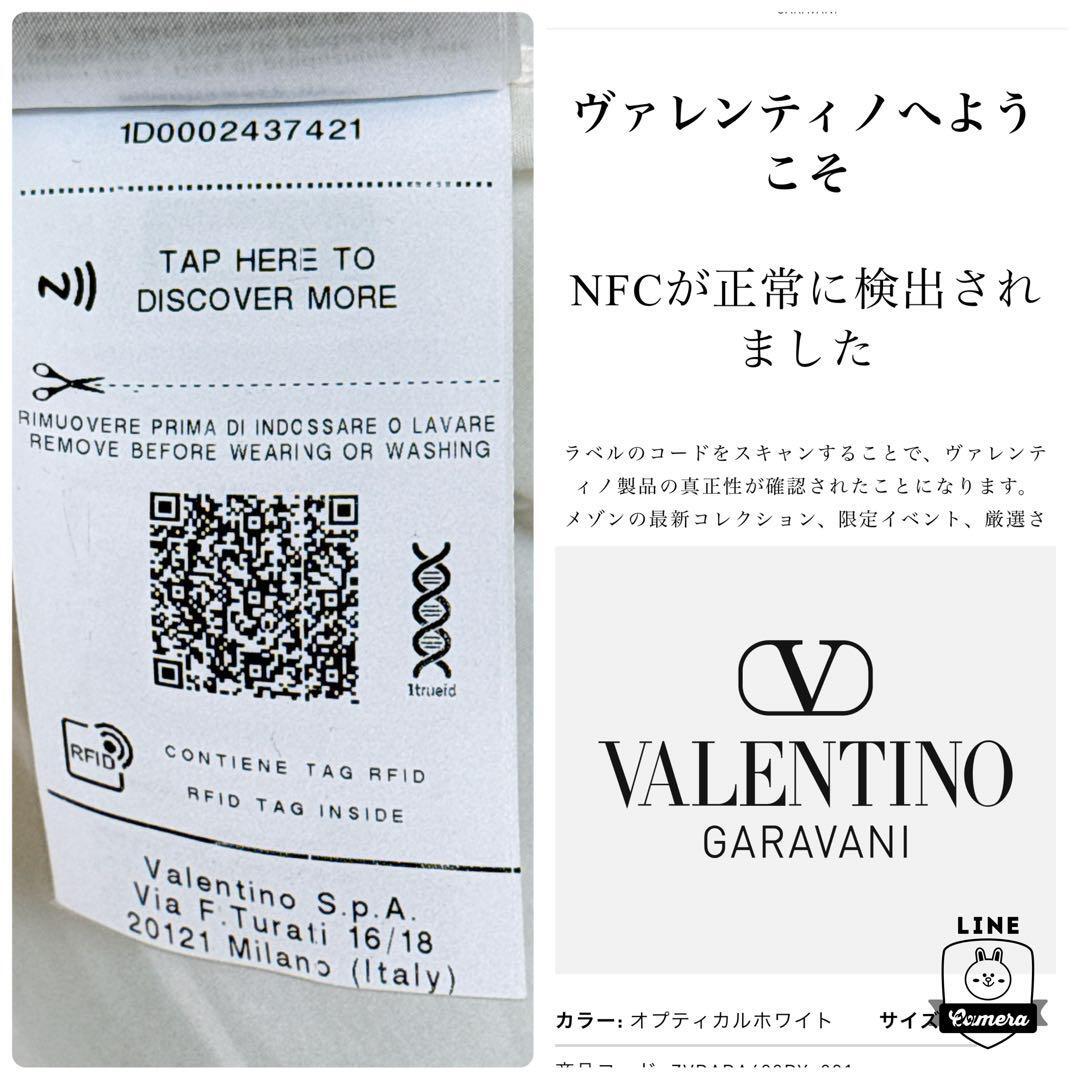 1D0002437421
TAP HERE TO
DISCOVER MORE
RIMUOVERE PRIMA DI INDOSSARE O LAVARE
REMOVE BEFORE WEARING OR WASHING
1trueid
RFID
CONTIENE TAG RFID
RFID TAG INSIDE
Valentino S.p.A.
Via F.Turati 16/18
20121 Milano (Italy)
ヴァレンティノへよう
こそ
NFCが正常に検出され
ました
ラベルのコードをスキャンすることで、ヴァレンテ
ィノ製品の真正性が確認されたことになります。
メゾンの最新コレクション、限定イベント、厳選さ
V
VALENTINO
GARAVANI
LINE
Camera
カラー: オプティカルホワイト サイズ